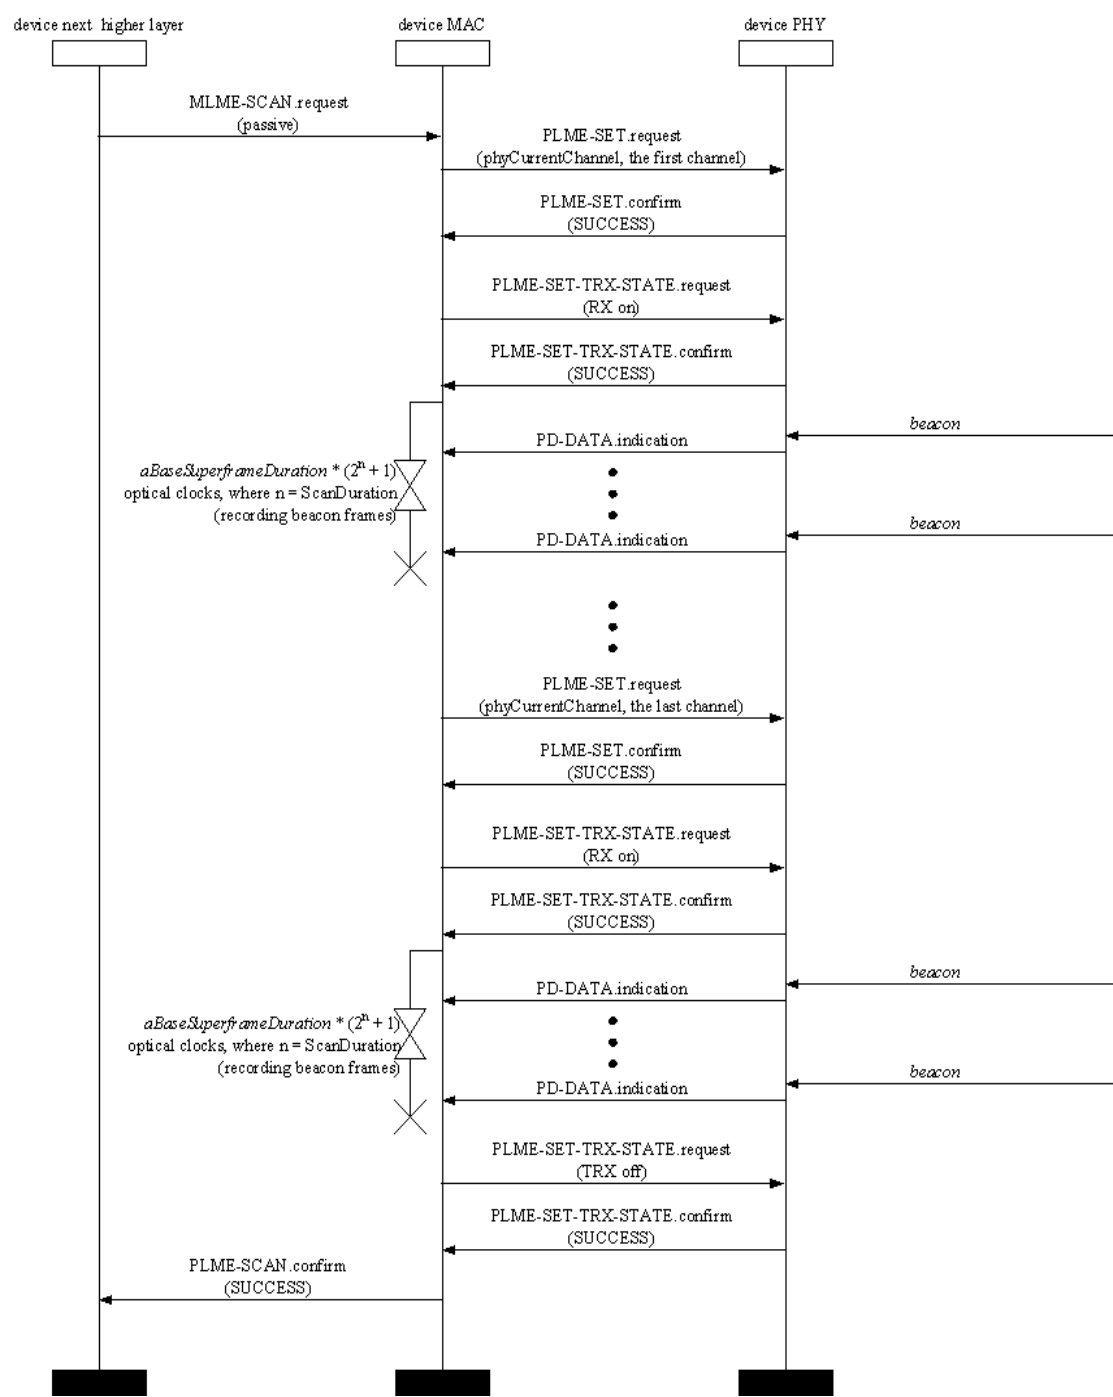 device next higher layer
device MAC
device PHY
MLME-SCAN.request
(passive)
PLME-SET.request
(phyCurrentChannel, the first channel)
PLME-SET.confirm
(SUCCESS)
PLME-SET-TRX-STATE.request
(RX on)
PLME-SET-TRX-STATE.confirm
(SUCCESS)
beacon
PD-DATA.indication
aBaseSuperframeDuration * (2^n + 1)
optical clocks, where n = ScanDuration
(recording beacon frames)
beacon
PD-DATA.indication
PLME-SET.request
(phyCurrentChannel, the last channel)
PLME-SET.confirm
(SUCCESS)
PLME-SET-TRX-STATE.request
(RX on)
PLME-SET-TRX-STATE.confirm
(SUCCESS)
beacon
PD-DATA.indication
aBaseSuperframeDuration * (2^n + 1)
optical clocks, where n = ScanDuration
(recording beacon frames)
beacon
PD-DATA.indication
PLME-SET-TRX-STATE.request
(TRX off)
PLME-SET-TRX-STATE.confirm
(SUCCESS)
PLME-SCAN.confirm
(SUCCESS)